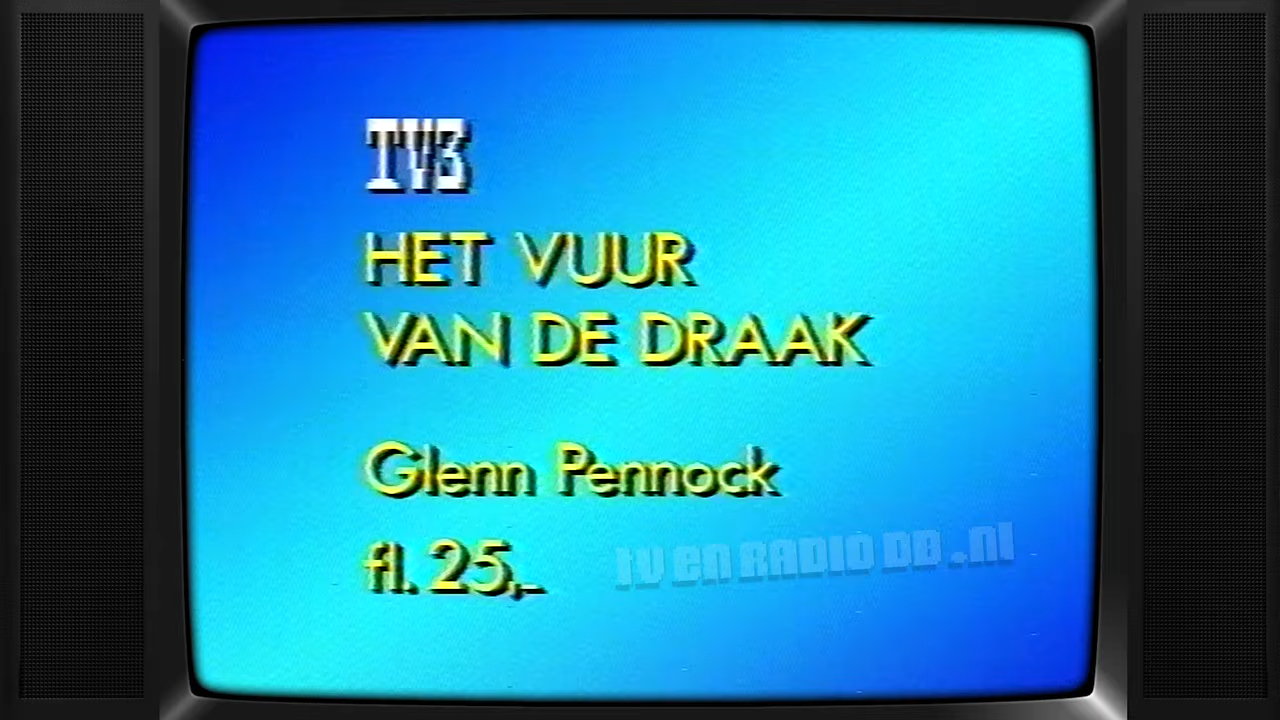 TV3
HET VUUR
VAN DE DRAAK
Glenn Pennock
fl. 25,-
TV en RADIO DB .nl